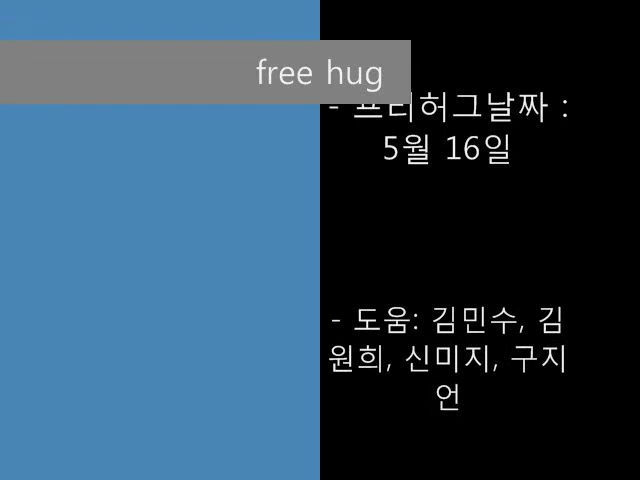 free hug
- 프리허그날짜 :
5월 16일
- 도움: 김민수, 김
원희, 신미지, 구지
언